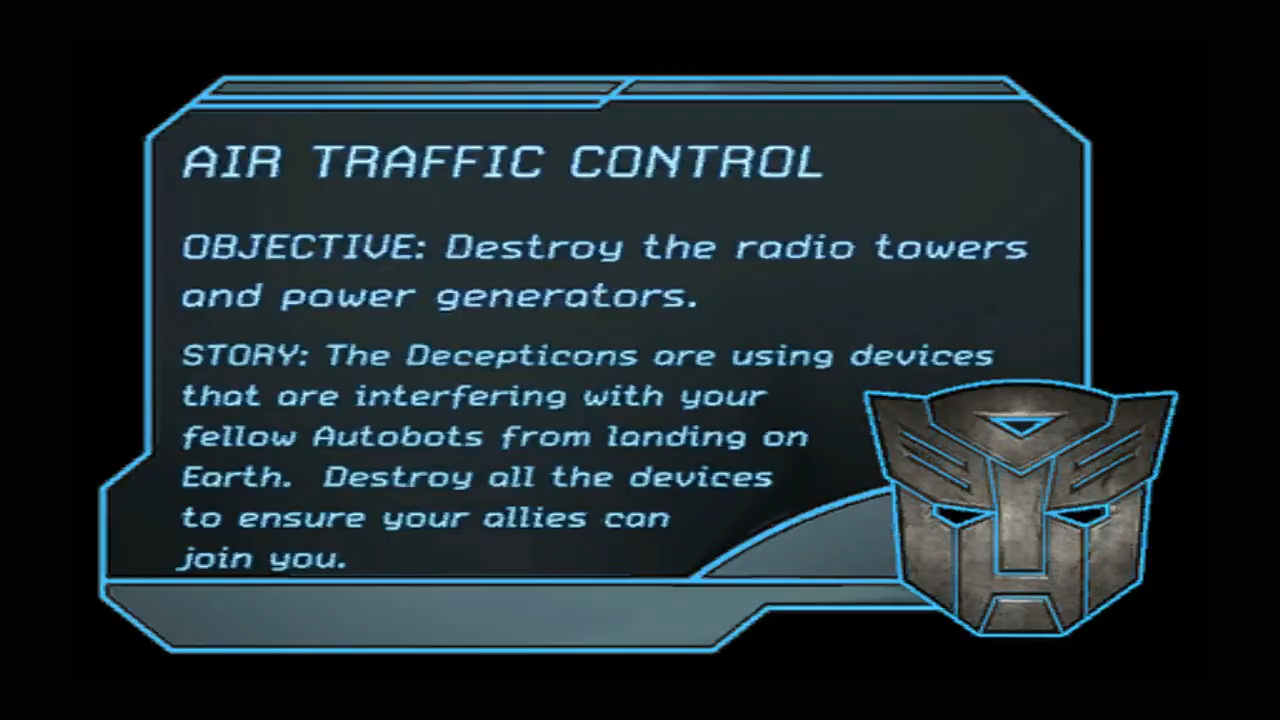 AIR TRAFFIC CONTROL
OBJECTIVE: Destroy the radio towers
and power generators.
STORY: The Decepticons are using devices
that are interfering with your
fellow Autobots from landing on
Earth. Destroy all the devices
to ensure your allies can
join you.